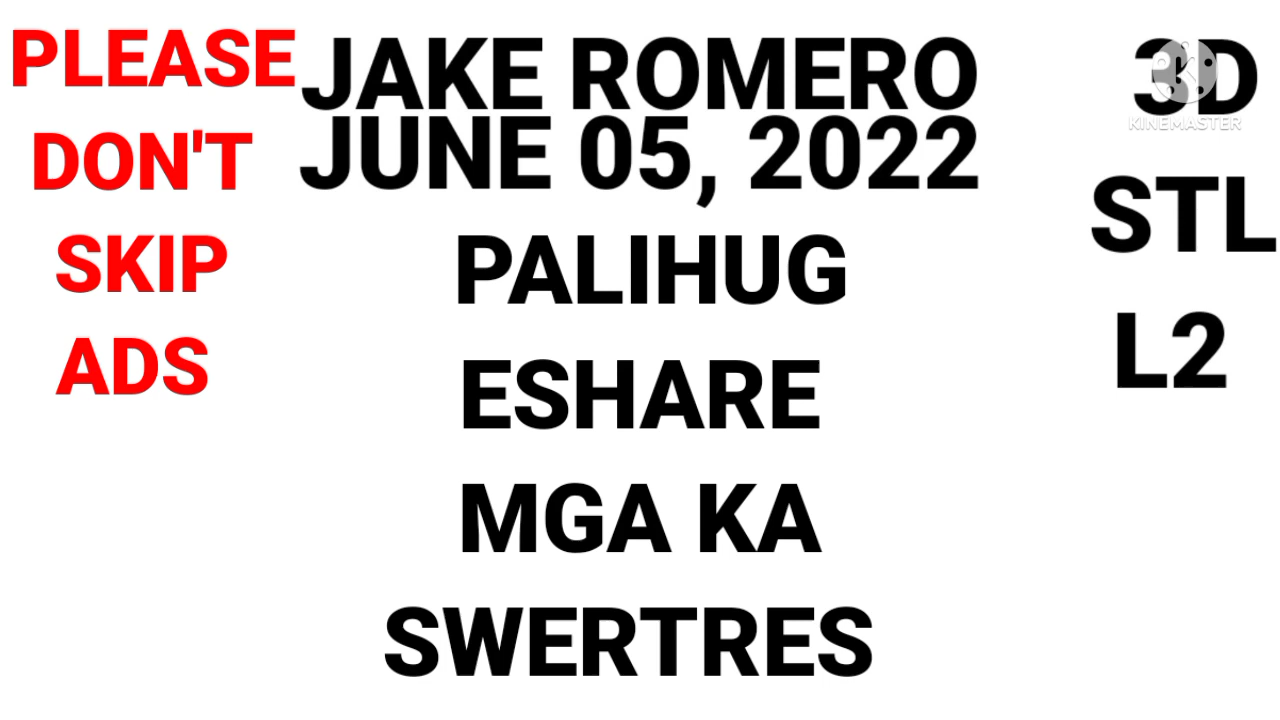 PLEASE
DON'T
SKIP
ADS
JAKE ROMERO
JUNE 05, 2022
PALIHUG
ESHARE
MGA KA
SWERTRES
3D
KINEMASTER
STL
L2